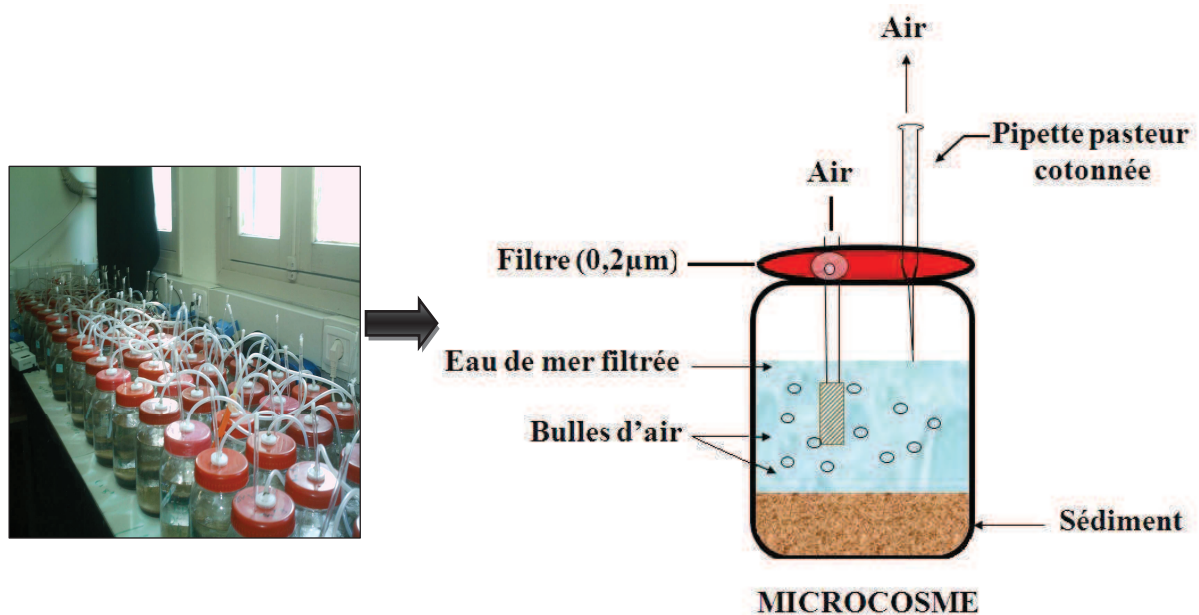 Air
Pipette pasteur
cotonnée
Air
Filtre (0,2µm)
Eau de mer filtrée
Bulles d'air
Sédiment
MICROCOSME